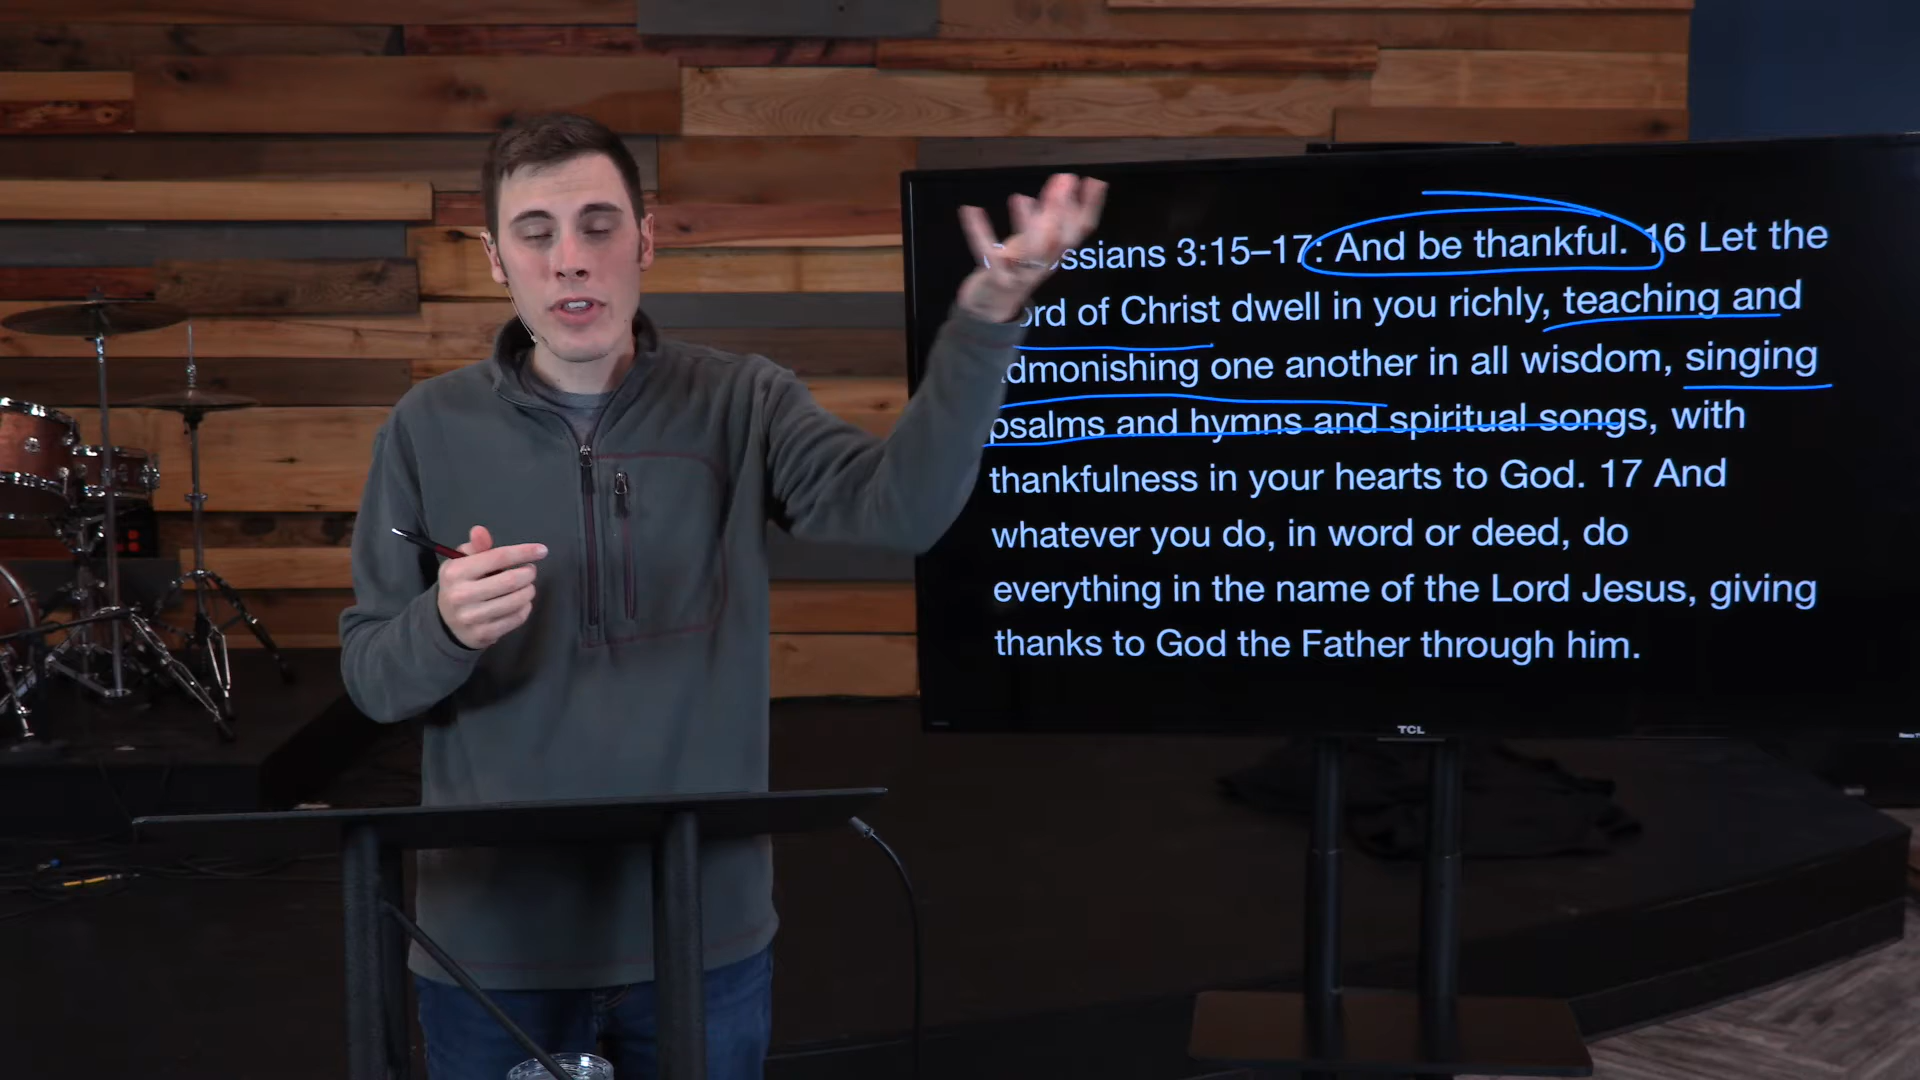 ssians 3:15–17: And be thankful. 16 Let the
ord of Christ dwell in you richly, teaching and
dmonishing one another in all wisdom, singing
psalms and hymns and spiritual songs, with
thankfulness in your hearts to God. 17 And
whatever you do, in word or deed, do
everything in the name of the Lord Jesus, giving
thanks to God the Father through him.
TCL